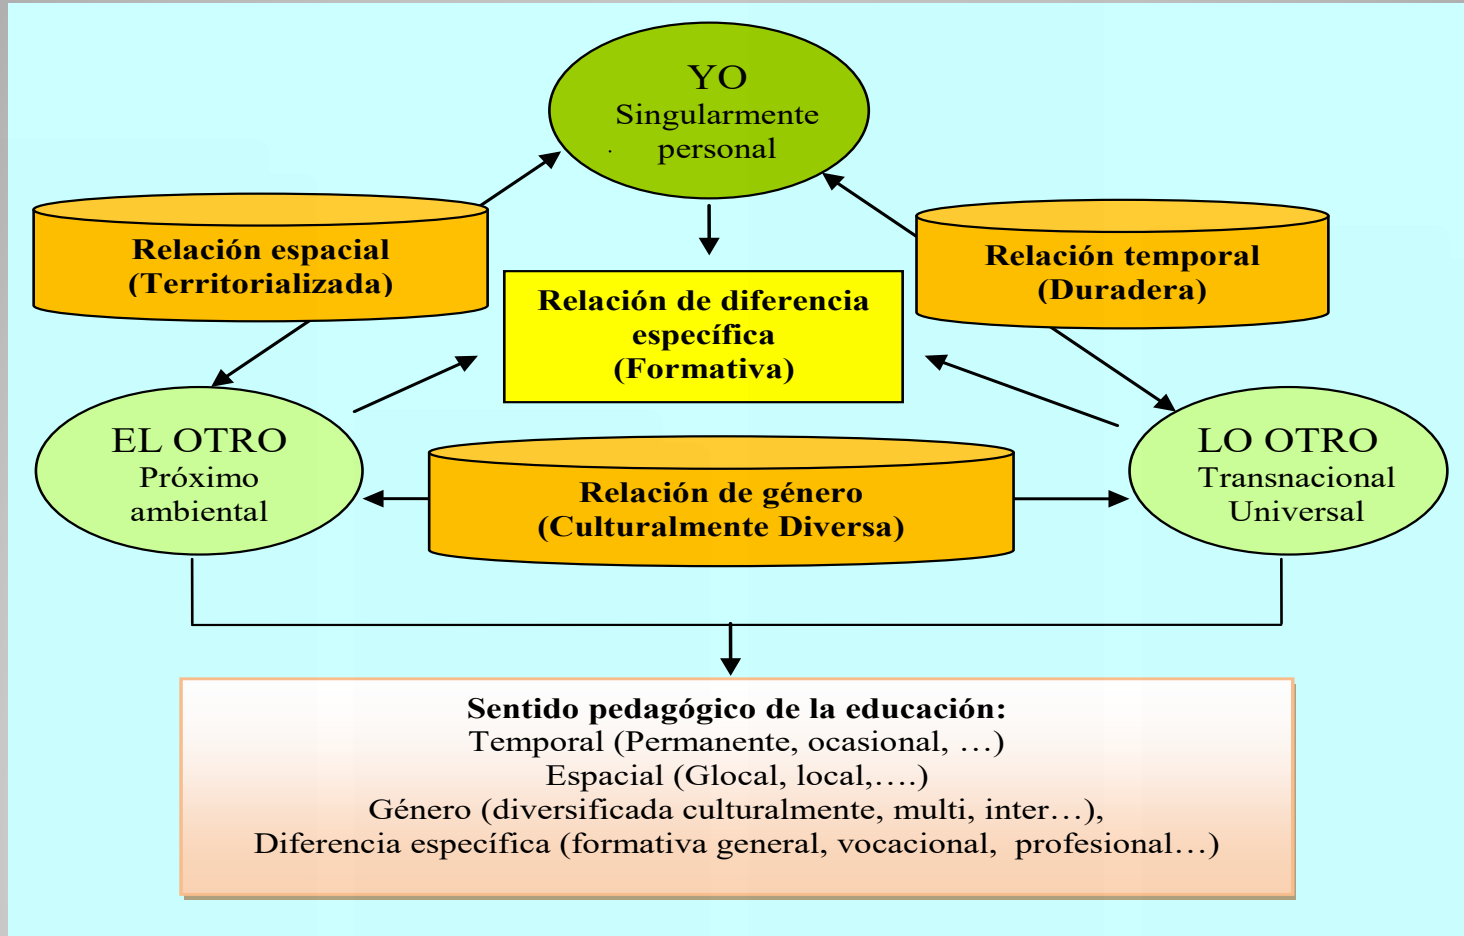 YO
Singularmente
personal
Relación espacial
(Territorializada)
Relación temporal
(Duradera)
Relación de diferencia
específica
(Formativa)
EL OTRO
Próximo
ambiental
LO OTRO
Transnacional
Universal
Relación de género
(Culturalmente Diversa)
Sentido pedagógico de la educación:
Temporal (Permanente, ocasional, …)
Espacial (Glocal, local,….)
Género (diversificada culturalmente, multi, inter…),
Diferencia específica (formativa general, vocacional,  profesional…)